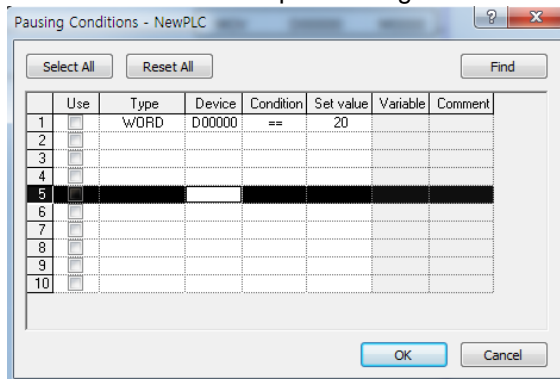 Pausing Conditions - NewPLC
Select All Reset All Find
Use Type Device Condition Set value Variable Comment
1 WORD D00000 == 20
2
3
4
5
6
7
8
9
10
OK Cancel